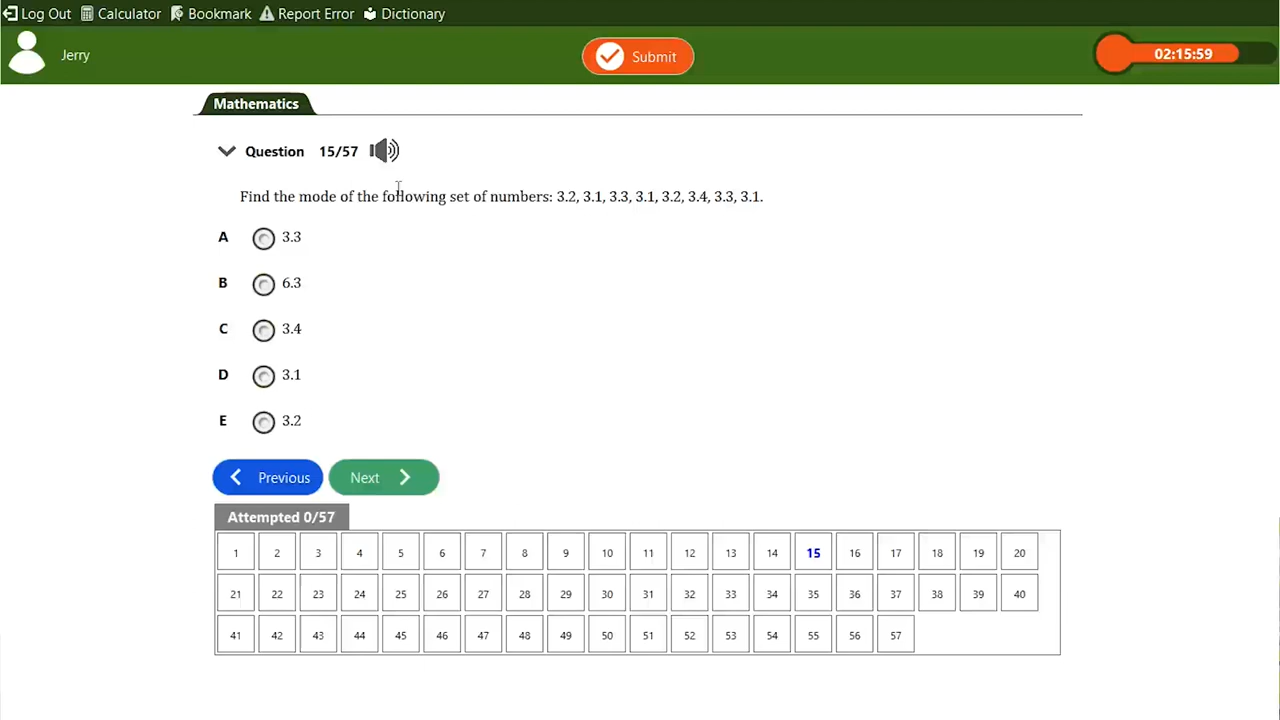 Log Out Calculator Bookmark Report Error Dictionary
Jerry Submit 02:15:59
Mathematics
Question 15/57
Find the mode of the following set of numbers: 3.2, 3.1, 3.3, 3.1, 3.2, 3.4, 3.3, 3.1.
A 3.3
B 6.3
C 3.4
D 3.1
E 3.2
Previous Next
Attempted 0/57
1 2 3 4 5 6 7 8 9 10 11 12 13 14 15 16 17 18 19 20
21 22 23 24 25 26 27 28 29 30 31 32 33 34 35 36 37 38 39 40
41 42 43 44 45 46 47 48 49 50 51 52 53 54 55 56 57